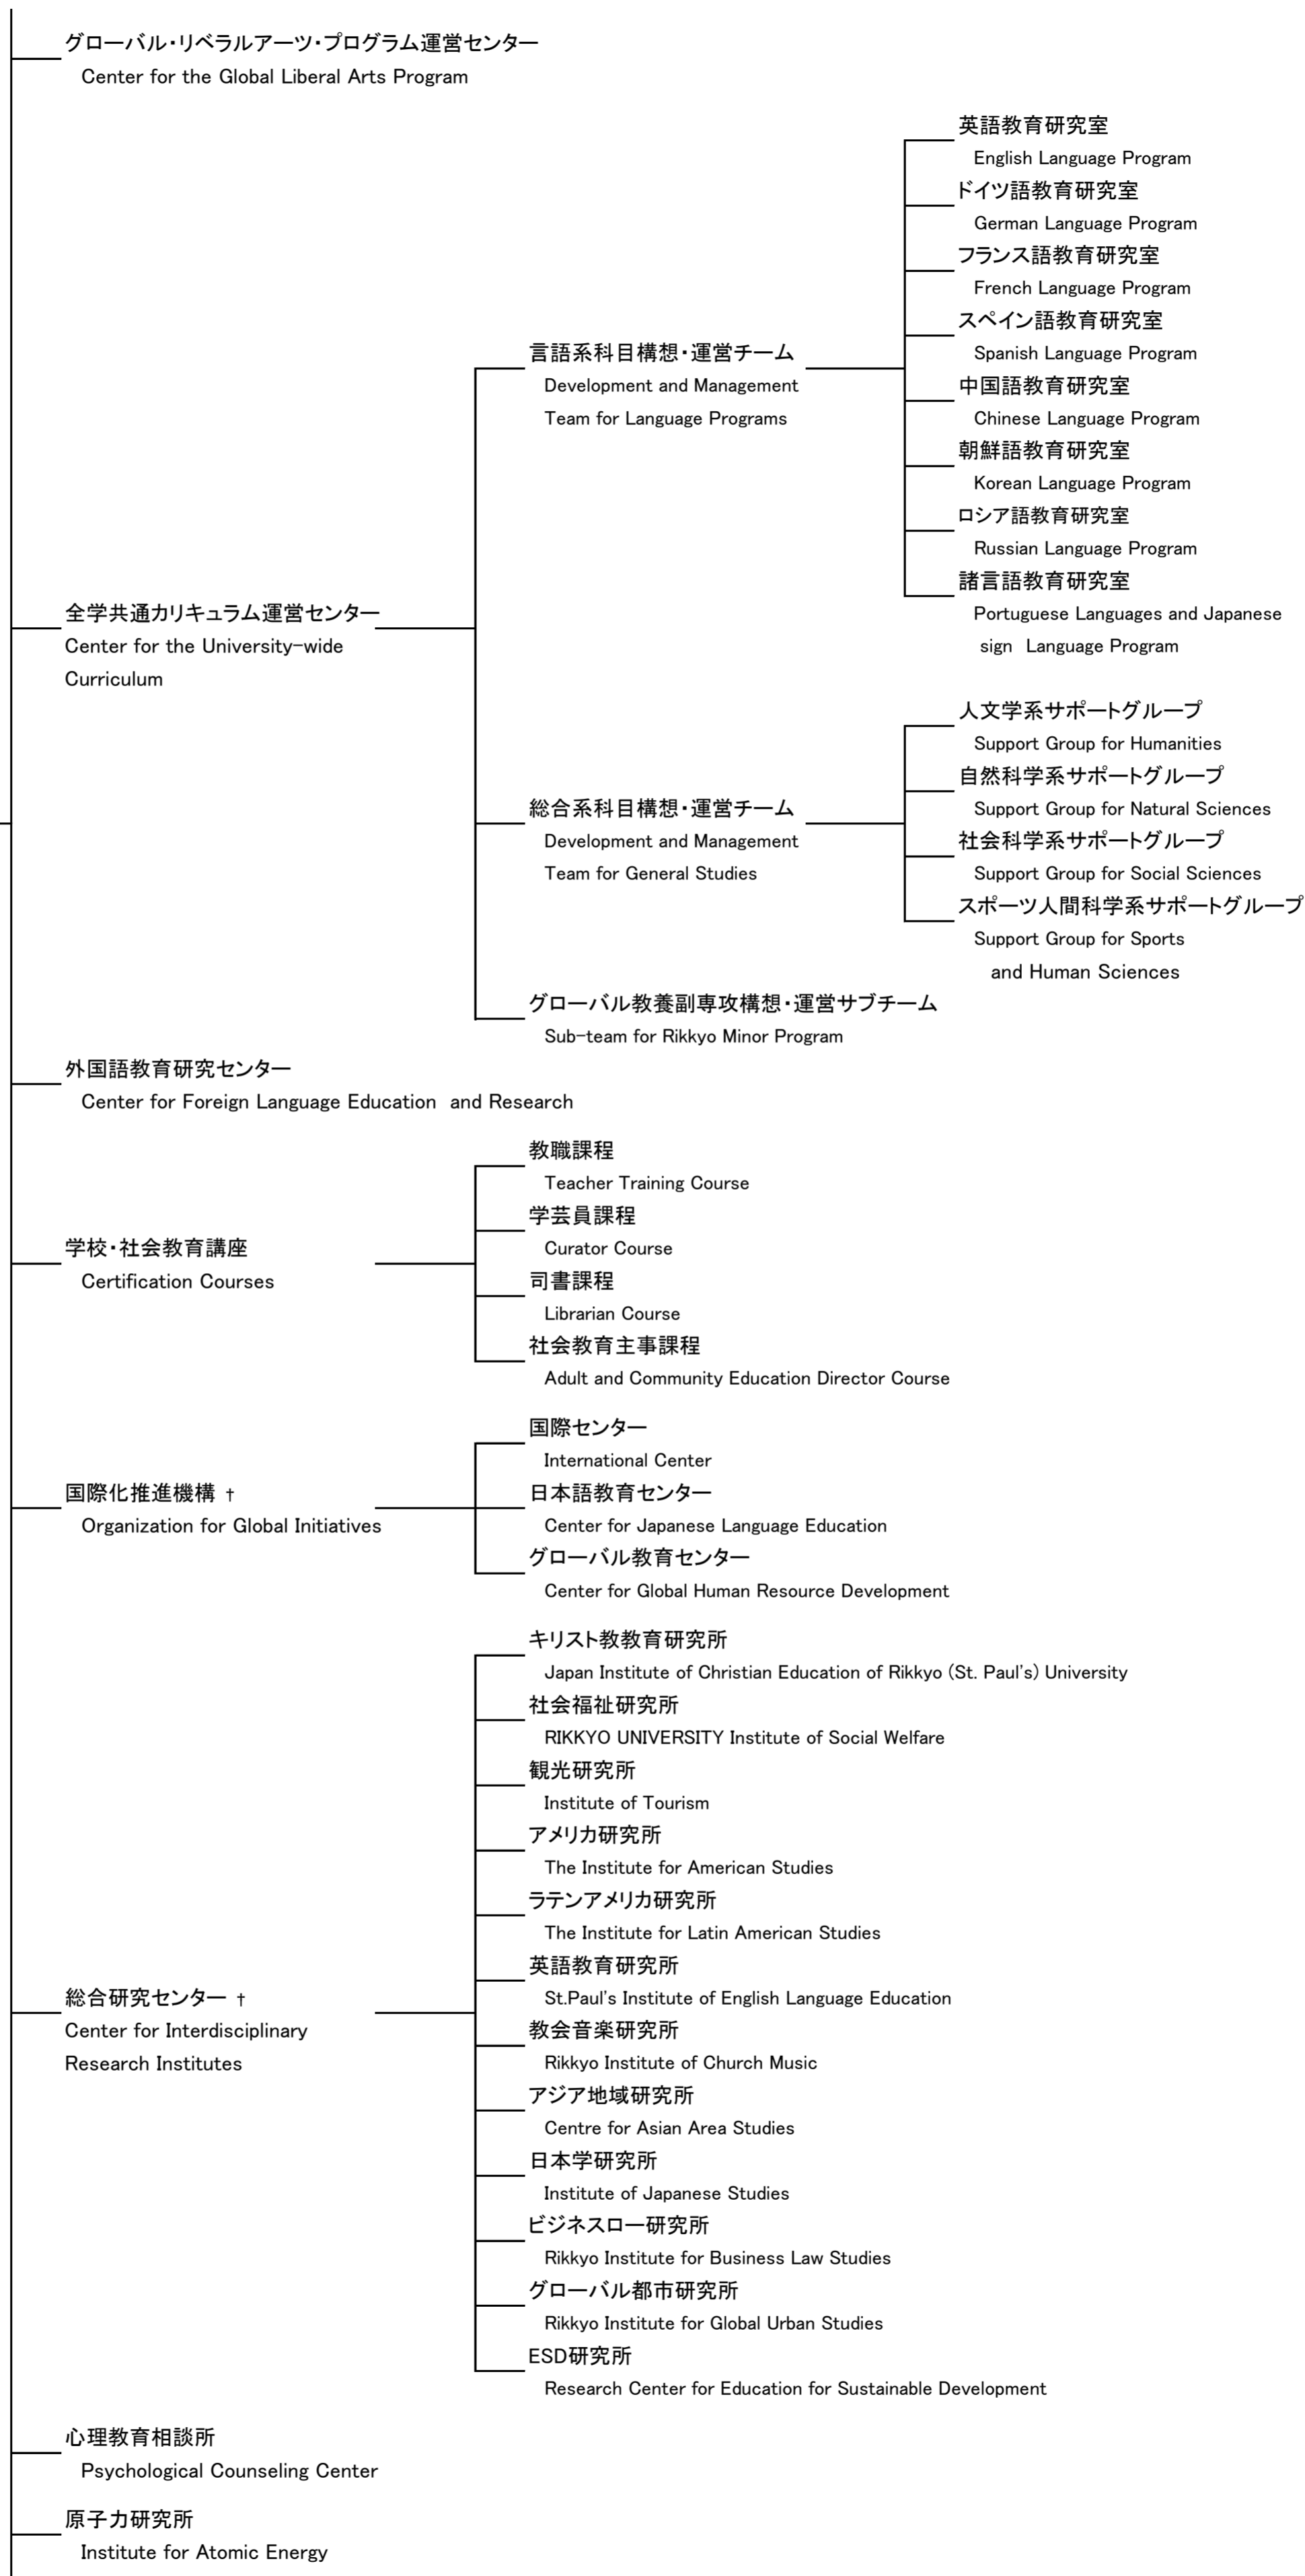 グローバル・リベラルアーツ・プログラム運営センター
Center for the Global Liberal Arts Program
英語教育研究室
English Language Program
ドイツ語教育研究室
German Language Program
フランス語教育研究室
French Language Program
スペイン語教育研究室
Spanish Language Program
言語系科目構想・運営チーム
Development and Management
Team for Language Programs
中国語教育研究室
Chinese Language Program
朝鮮語教育研究室
Korean Language Program
ロシア語教育研究室
Russian Language Program
諸言語教育研究室
Portuguese Languages and Japanese
sign Language Program
全学共通カリキュラム運営センター
Center for the University-wide
Curriculum
人文学系サポートグループ
Support Group for Humanities
自然科学系サポートグループ
Support Group for Natural Sciences
総合系科目構想・運営チーム
Development and Management
Team for General Studies
社会科学系サポートグループ
Support Group for Social Sciences
スポーツ人間科学系サポートグループ
Support Group for Sports
and Human Sciences
グローバル教養副専攻構想・運営サブチーム
Sub-team for Rikkyo Minor Program
外国語教育研究センター
Center for Foreign Language Education and Research
教職課程
Teacher Training Course
学芸員課程
Curator Course
学校・社会教育講座
Certification Courses
司書課程
Librarian Course
社会教育主事課程
Adult and Community Education Director Course
国際センター
International Center
国際化推進機構 †
Organization for Global Initiatives
日本語教育センター
Center for Japanese Language Education
グローバル教育センター
Center for Global Human Resource Development
キリスト教教育研究所
Japan Institute of Christian Education of Rikkyo (St. Paul's) University
社会福祉研究所
RIKKYO UNIVERSITY Institute of Social Welfare
観光研究所
Institute of Tourism
アメリカ研究所
The Institute for American Studies
ラテンアメリカ研究所
The Institute for Latin American Studies
英語教育研究所
St.Paul's Institute of English Language Education
総合研究センター †
Center for Interdisciplinary
Research Institutes
教会音楽研究所
Rikkyo Institute of Church Music
アジア地域研究所
Centre for Asian Area Studies
日本学研究所
Institute of Japanese Studies
ビジネスロー研究所
Rikkyo Institute for Business Law Studies
グローバル都市研究所
Rikkyo Institute for Global Urban Studies
ESD研究所
Research Center for Education for Sustainable Development
心理教育相談所
Psychological Counseling Center
原子力研究所
Institute for Atomic Energy